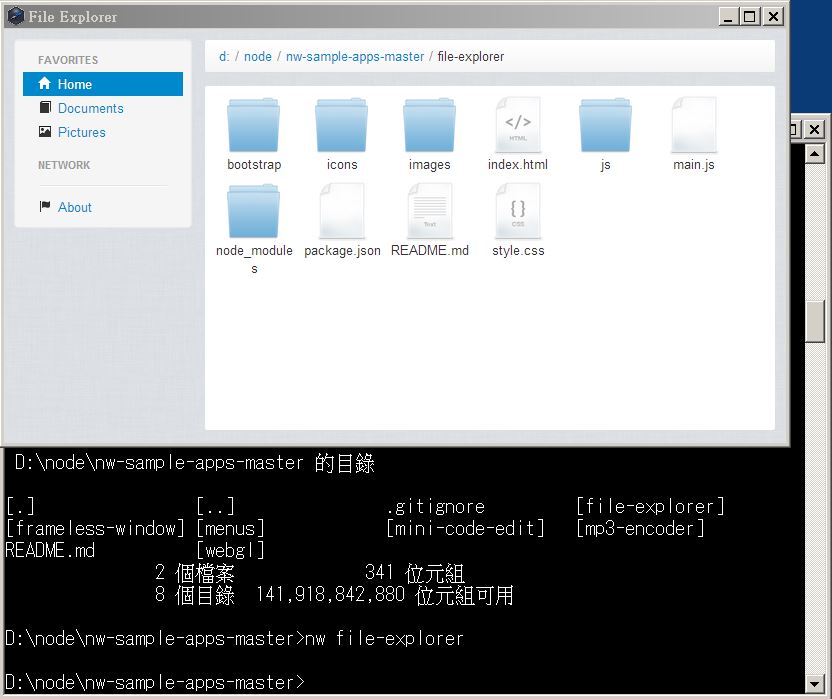 File Explorer
FAVORITES
Home
Documents
Pictures
NETWORK
About
d: / node / nw-sample-apps-master / file-explorer
bootstrap icons images index.html js main.js
</> HTML
node_module
s
package.json README.md style.css
Text
{ } CSS
D:\node\nw-sample-apps-master 的目錄
[.] [..] .gitignore [file-explorer]
[frameless-window] [menus] [mini-code-edit] [mp3-encoder]
README.md [webgl]
2 個檔案 341 位元組
8 個目錄 141,918,842,880 位元組可用
D:\node\nw-sample-apps-master>nw file-explorer
D:\node\nw-sample-apps-master>